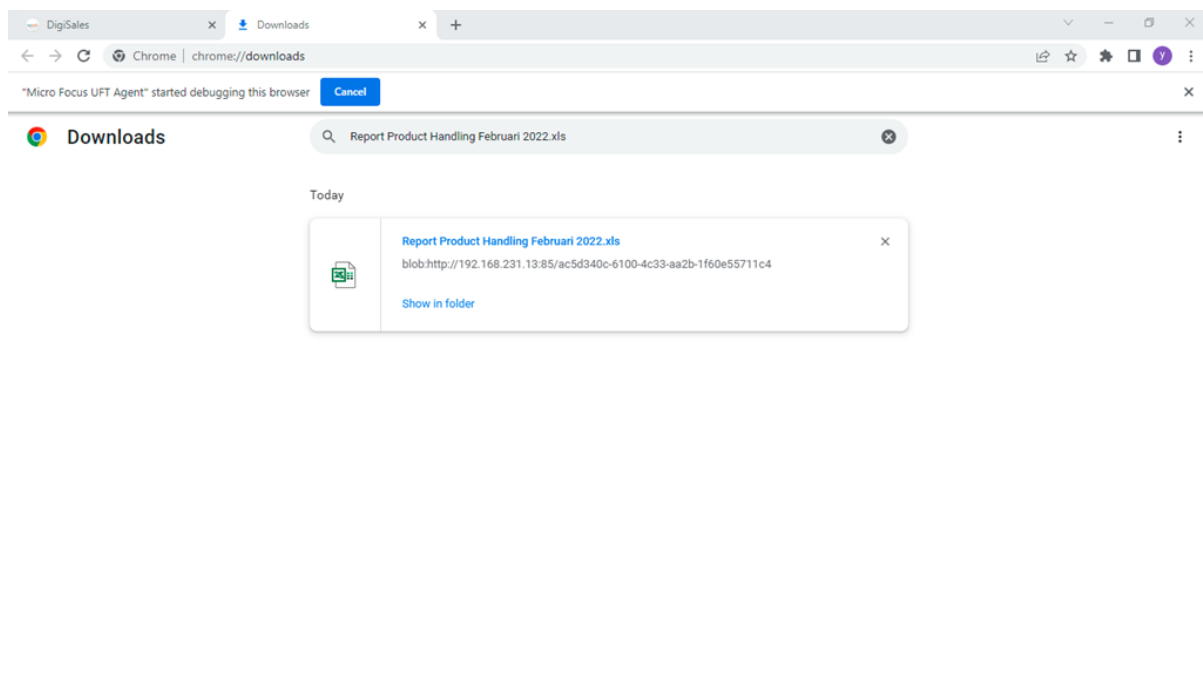 DigiSales
Downloads
Chrome | chrome://downloads
y
"Micro Focus UFT Agent" started debugging this browser Cancel
Downloads
Report Product Handling Februari 2022.xls
Today
Report Product Handling Februari 2022.xls
blob:http://192.168.231.13:85/ac5d340c-6100-4c33-aa2b-1f60e55711c4
Show in folder